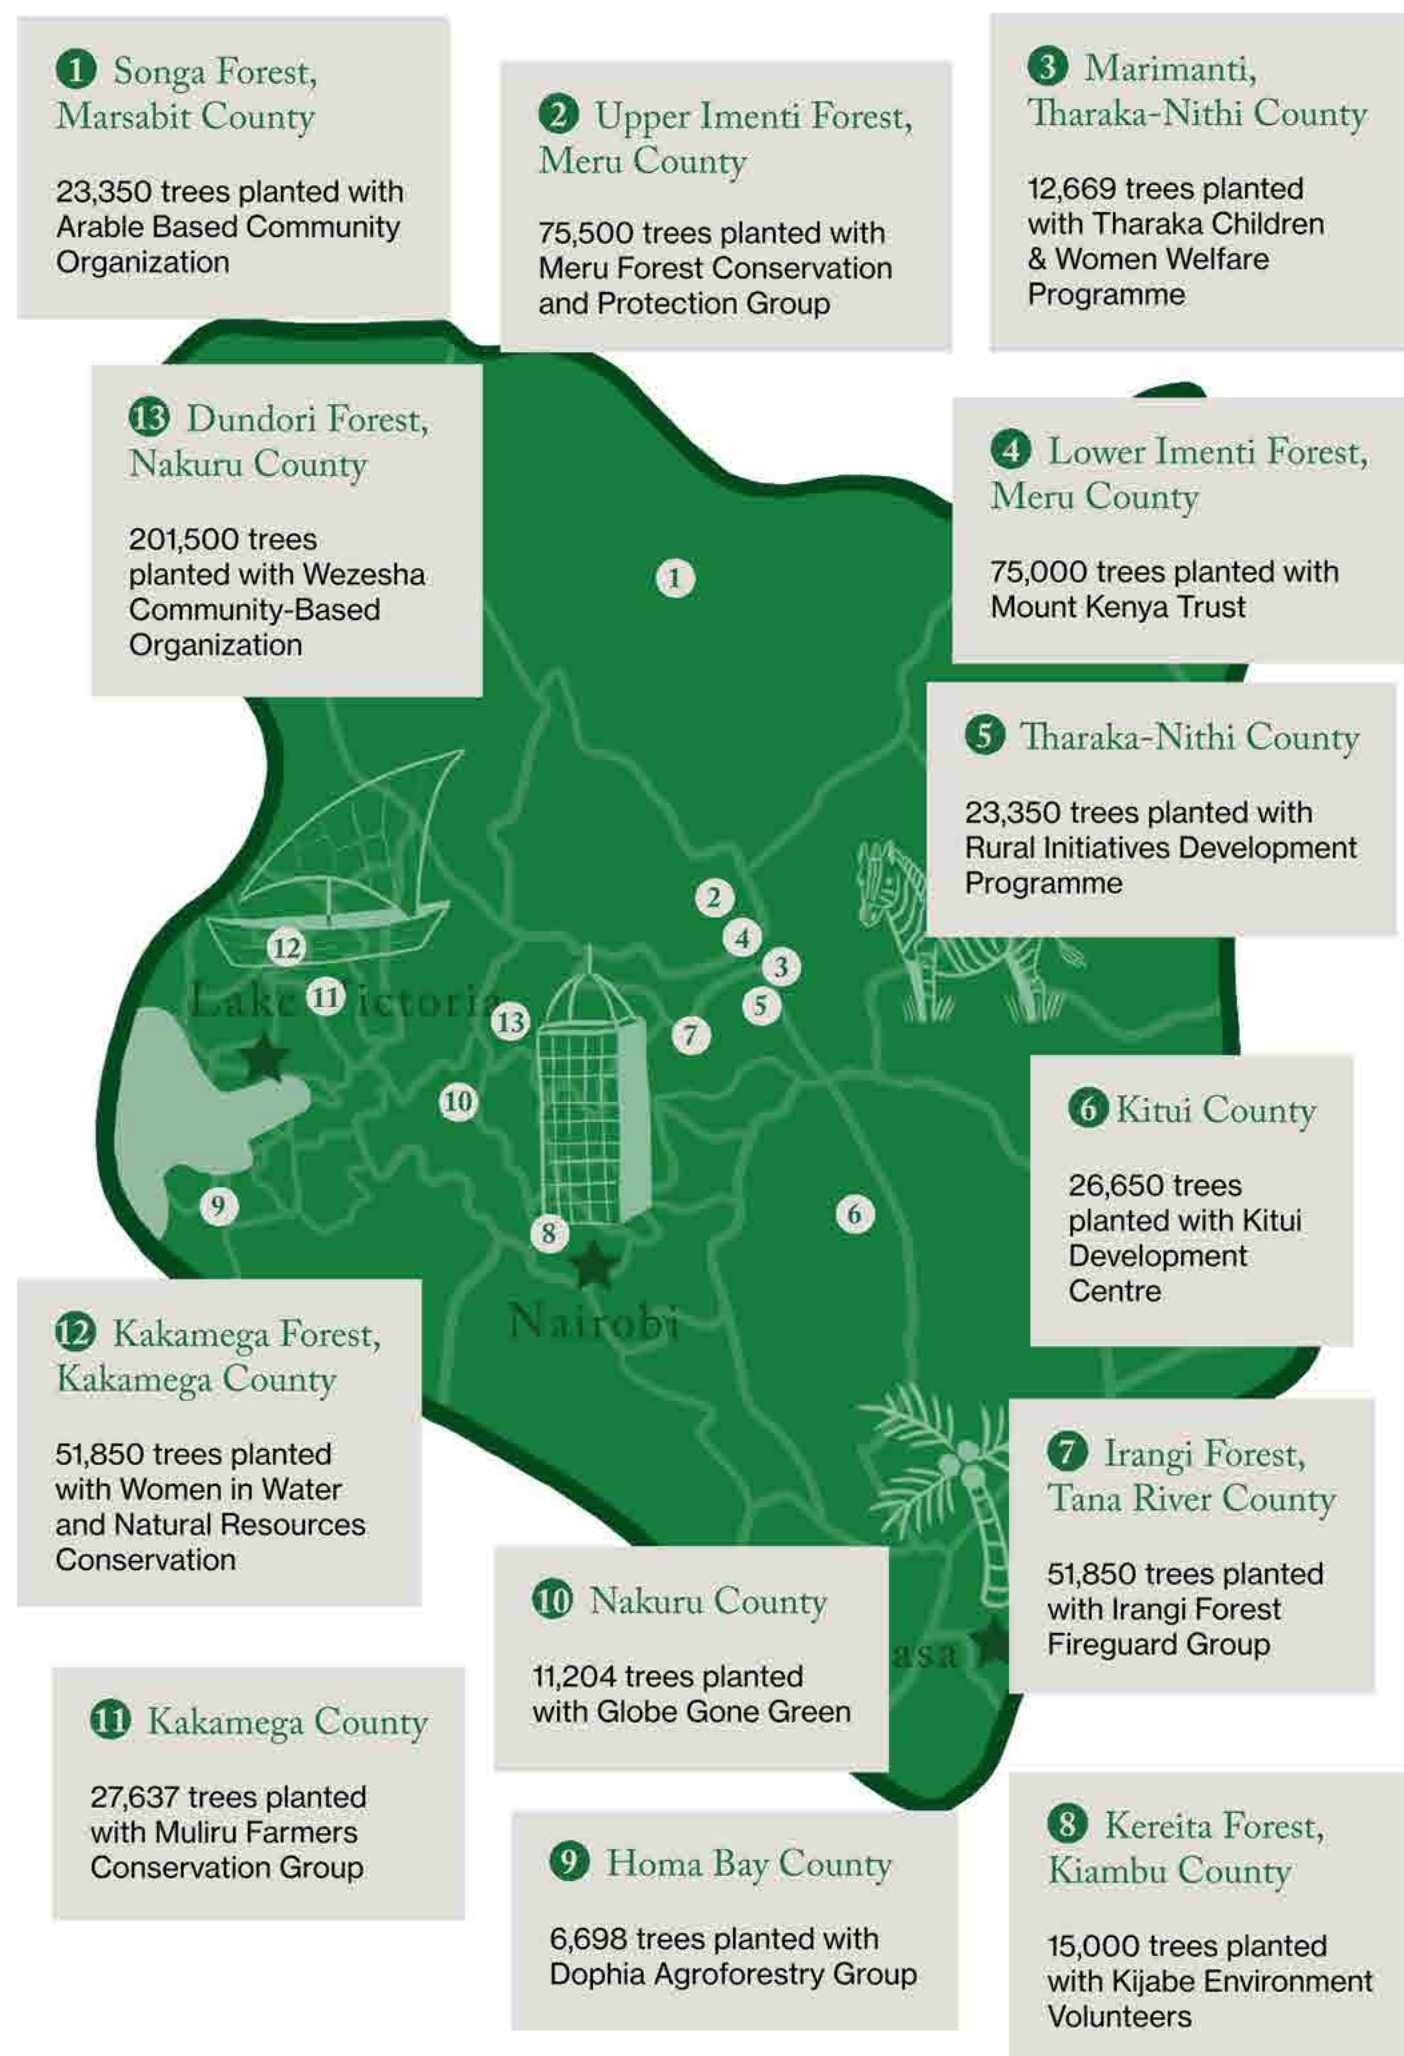 1 Songa Forest,
Marsabit County
23,350 trees planted with
Arable Based Community
Organization
2 Upper Imenti Forest,
Meru County
75,500 trees planted with
Meru Forest Conservation
and Protection Group
3 Marimanti,
Tharaka-Nithi County
12,669 trees planted
with Tharaka Children
& Women Welfare
Programme
13 Dundori Forest,
Nakuru County
201,500 trees
planted with Wezesha
Community-Based
Organization
4 Lower Imenti Forest,
Meru County
75,000 trees planted with
Mount Kenya Trust
1
5 Tharaka-Nithi County
23,350 trees planted with
Rural Initiatives Development
Programme
2
4
12
3
Lake 11 ictoria
5
13
7
10
6 Kitui County
26,650 trees
planted with Kitui
Development
Centre
9
6
8
Nairobi
12 Kakamega Forest,
Kakamega County
51,850 trees planted
with Women in Water
and Natural Resources
Conservation
7 Irangi Forest,
Tana River County
51,850 trees planted
with Irangi Forest
Fireguard Group
10 Nakuru County
11,204 trees planted
with Globe Gone Green
asa
11 Kakamega County
27,637 trees planted
with Muliru Farmers
Conservation Group
9 Homa Bay County
6,698 trees planted with
Dophia Agroforestry Group
8 Kereita Forest,
Kiambu County
15,000 trees planted
with Kijabe Environment
Volunteers